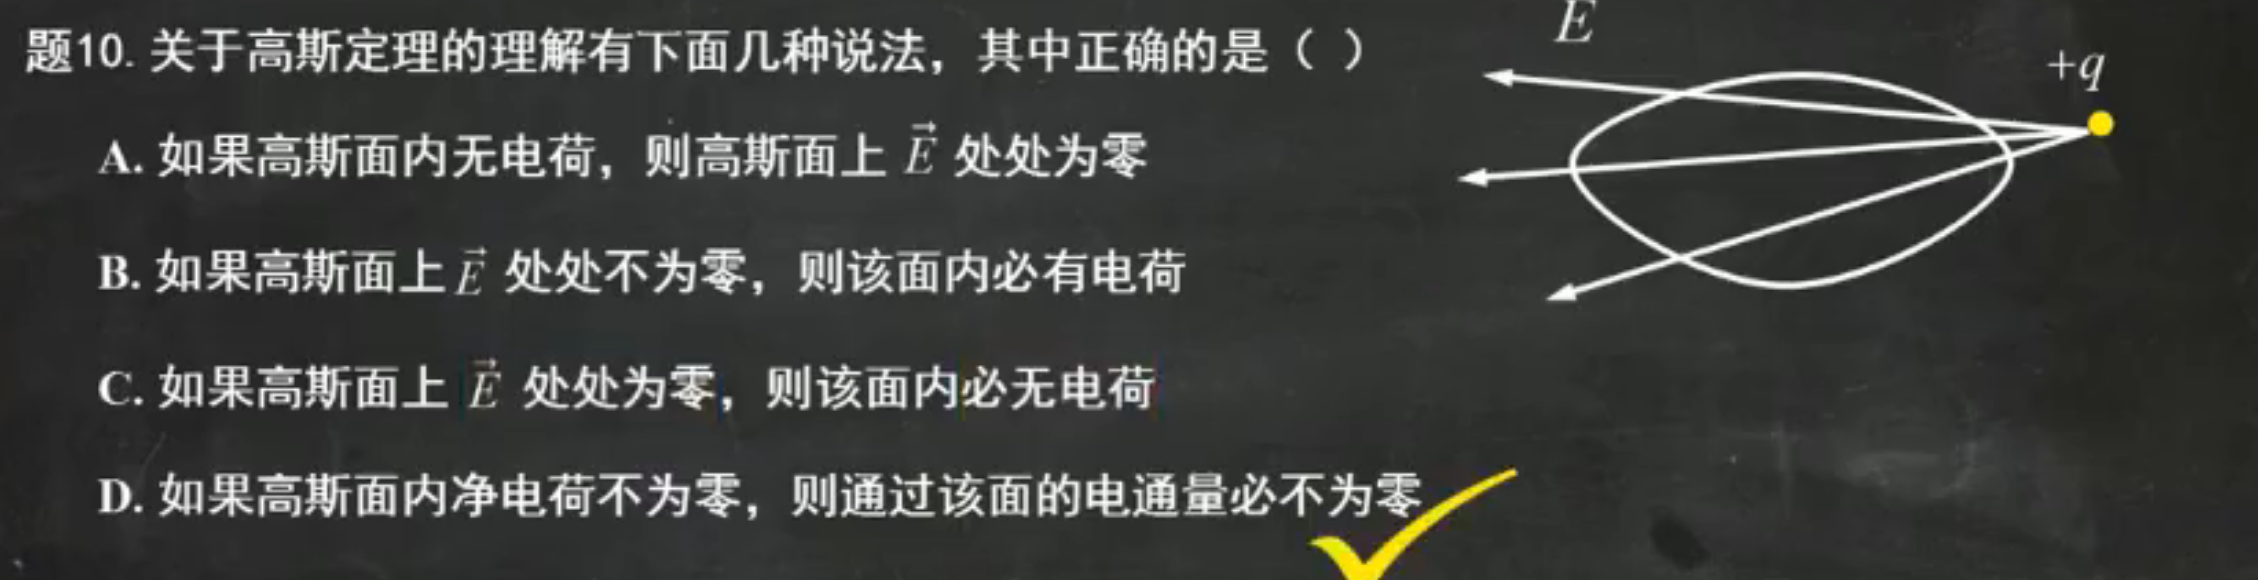 题10. 关于高斯定理的理解有下面几种说法，其中正确的是（ ）
E
+q
A. 如果高斯面内无电荷，则高斯面上 $\vec{E}$ 处处为零
B. 如果高斯面上 $\vec{E}$ 处处不为零，则该面内必有电荷
C. 如果高斯面上 $\vec{E}$ 处处为零，则该面内必无电荷
D. 如果高斯面内净电荷不为零，则通过该面的电通量必不为零